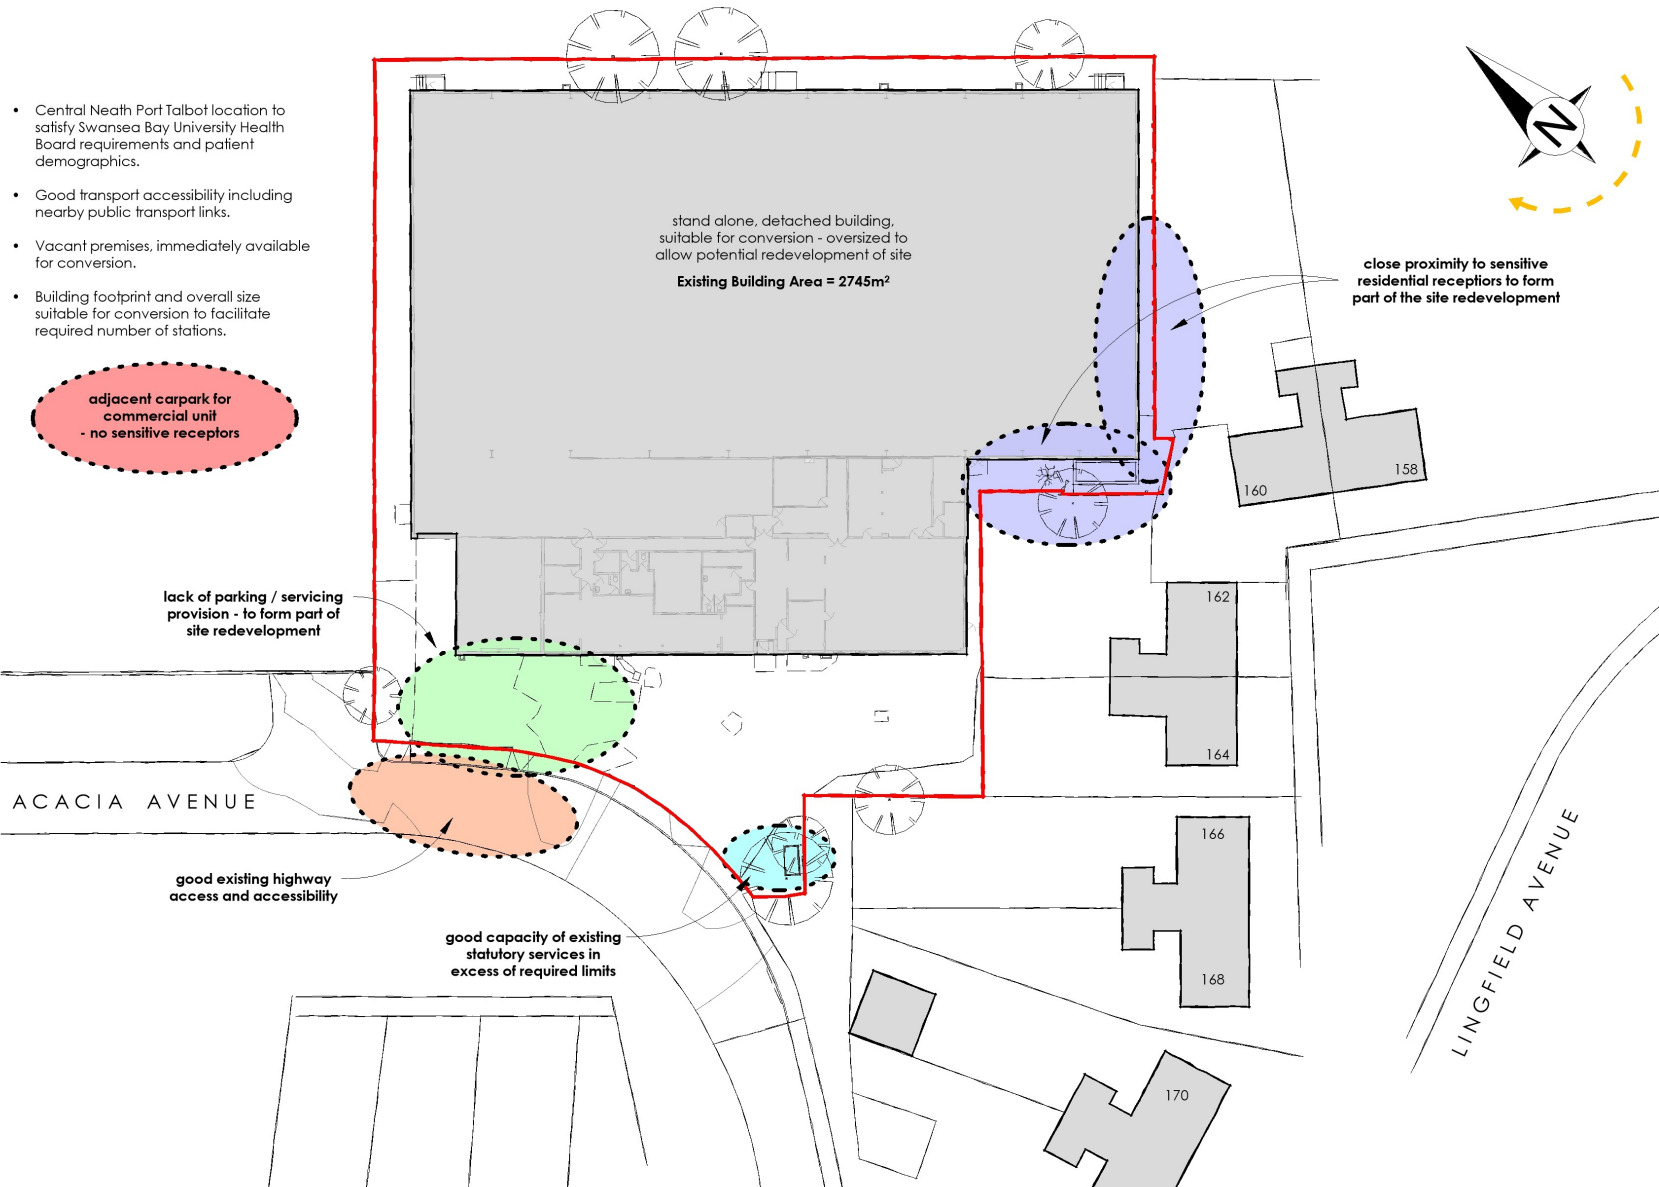 • Central Neath Port Talbot location to
satisfy Swansea Bay University Health
Board requirements and patient
demographics.
• Good transport accessibility including
nearby public transport links.
• Vacant premises, immediately available
for conversion.
• Building footprint and overall size
suitable for conversion to facilitate
required number of stations.
adjacent carpark for
commercial unit
- no sensitive receptors
stand alone, detached building,
suitable for conversion - oversized to
allow potential redevelopment of site
Existing Building Area = 2745m²
N
close proximity to sensitive
residential receptiors to form
part of the site redevelopment
158
160
lack of parking / servicing
provision - to form part of
site redevelopment
162
164
ACACIA AVENUE
166
168
good existing highway
access and accessibility
good capacity of existing
statutory services in
excess of required limits
LINGFIELD AVENUE
170